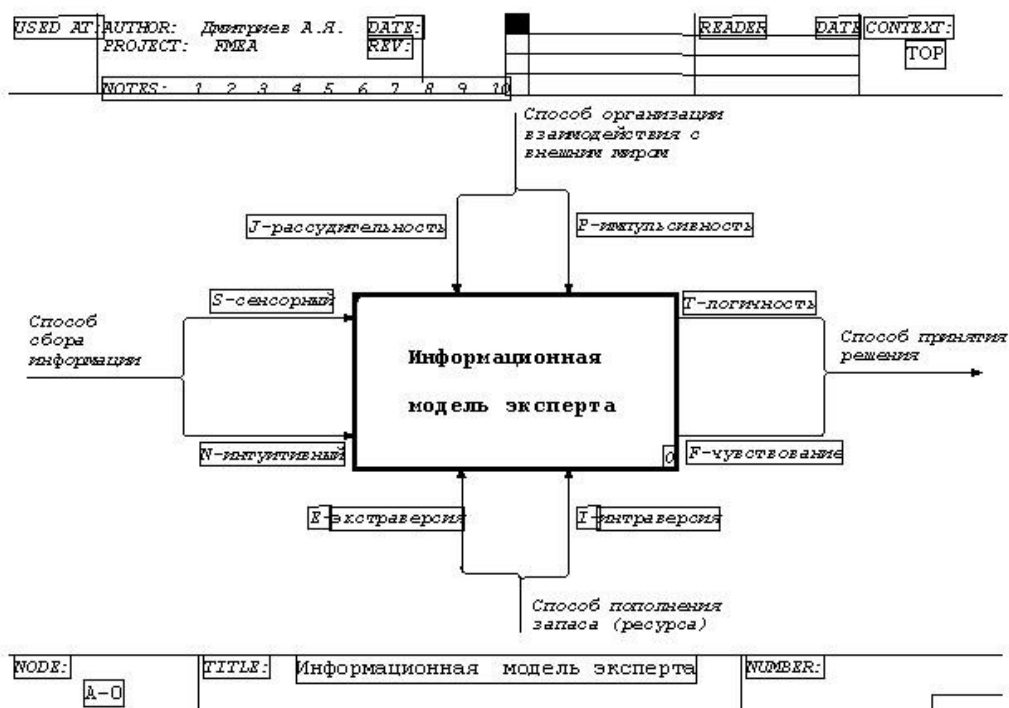 USED AT: AUTHOR: Дмитриев А.Я. DATE: READER DATE CONTEXT:
PROJECT: FMEA REV: TOP
NOTES: 1 2 3 4 5 6 7 8 9 10
Способ организации
взаимодействия с
внешним миром
J-рассудительность P-импульсивность
S-сенсорный T-логичность
Способ
сбора
информации
Способ принятия
решения
Информационная
модель эксперта
0
N-интуитивный F-чувствование
E-экстраверсия I-интраверсия
Способ пополнения
запаса (ресурса)
NODE: TITLE: Информационная модель эксперта NUMBER:
A-0